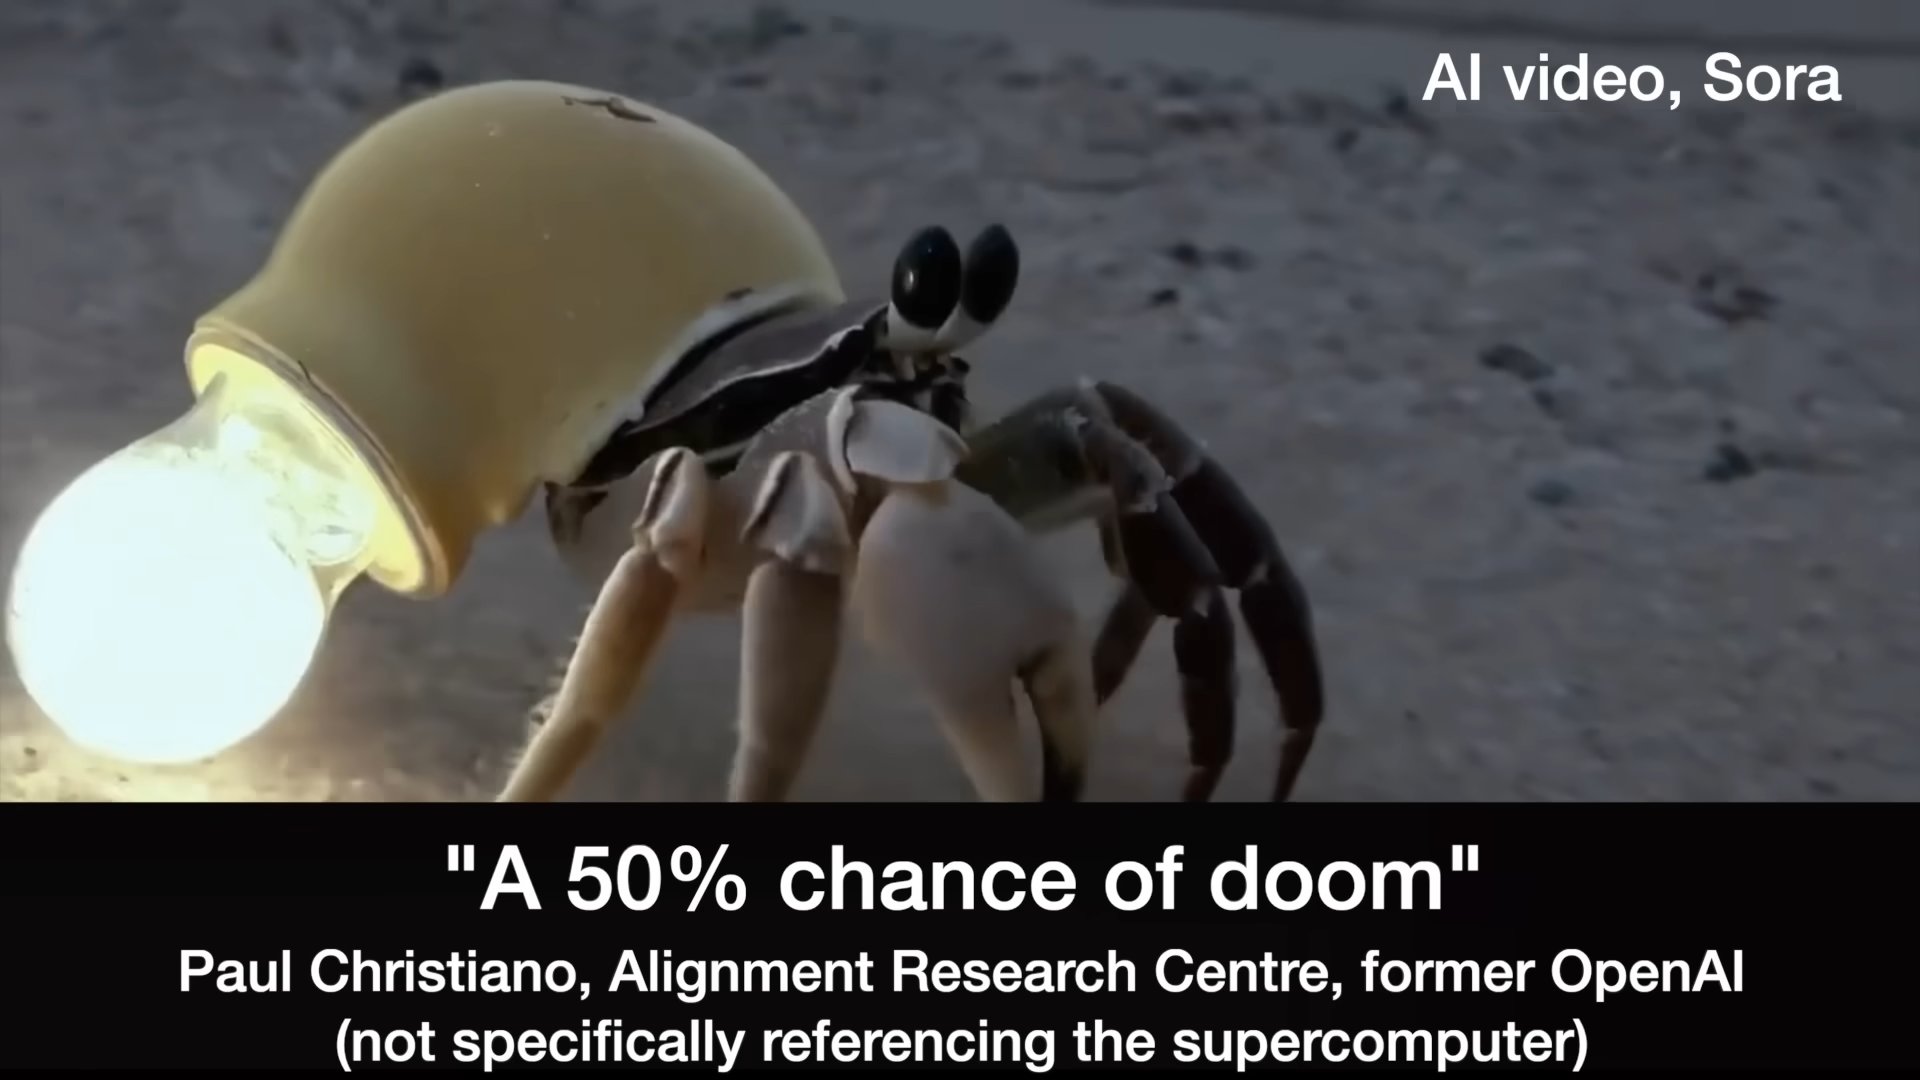 AI video, Sora
"A 50% chance of doom"
Paul Christiano, Alignment Research Centre, former OpenAI
(not specifically referencing the supercomputer)